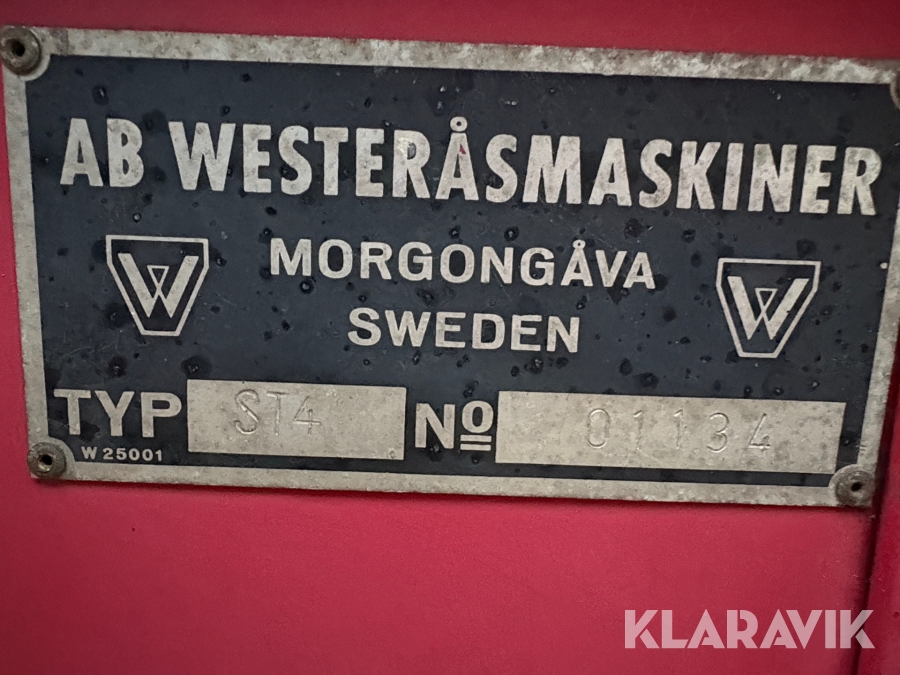 AB WESTERÅSMASKINER
MORGONGÅVA
SWEDEN
TYP ST4 No 01134
W 25001
KLARAVIK